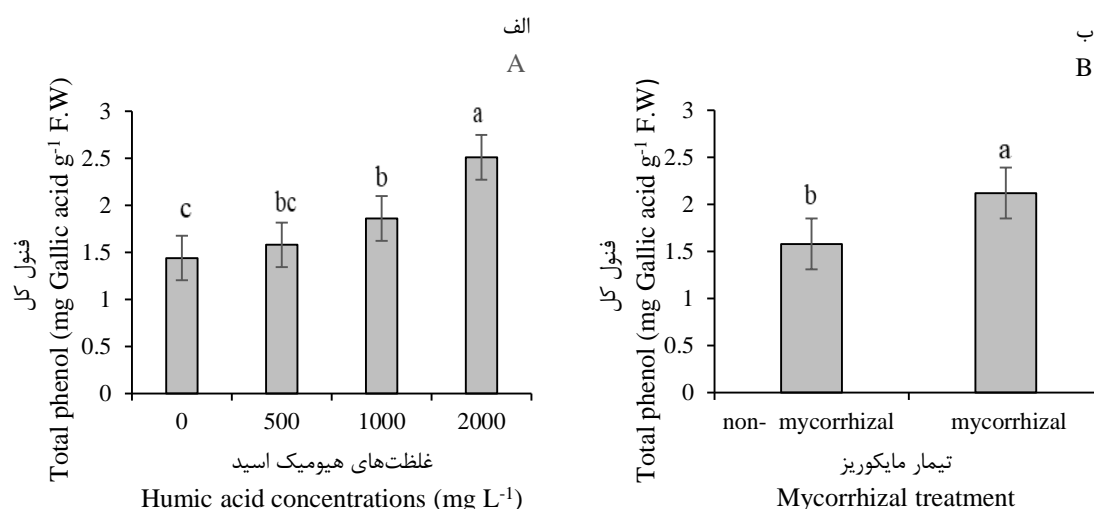 الف
A
فنول کل
Total phenol (mg Gallic acid g-1 F.W)
3
2.5
2
1.5
1
0.5
0
c
bc
b
a
0 500 1000 2000
غلظت‌های هیومیک اسید
Humic acid concentrations (mg L-1)
ب
B
فنول کل
Total phenol (mg Gallic acid g-1 F.W)
3
2.5
2
1.5
1
0.5
0
b
a
non- mycorrhizal mycorrhizal
تیمار مایکوریز
Mycorrhizal treatment